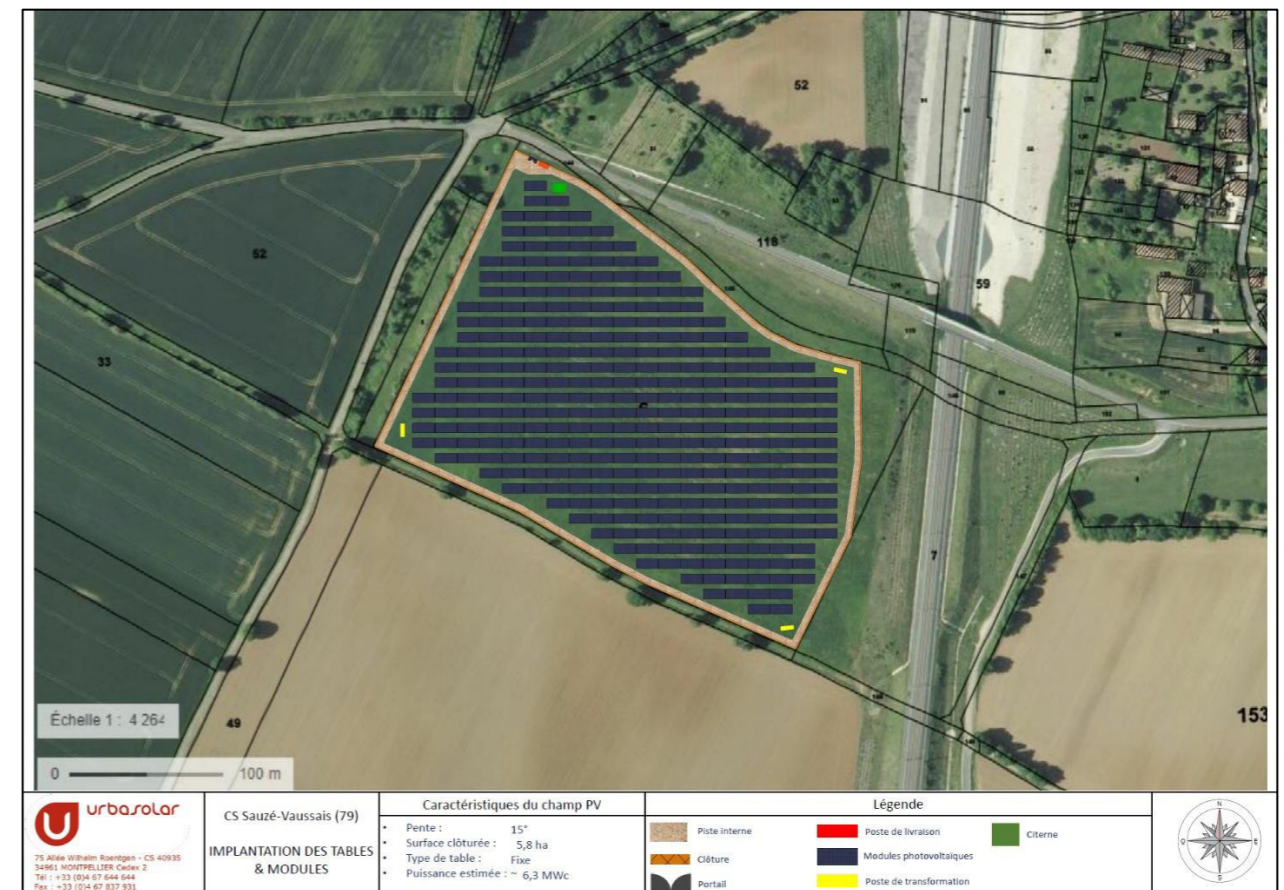 52
52
118
59
33
119
7
49
153
Échelle 1 : 4 264
0 100 m
urbasolar
75 Allée Wilhelm Roentgen - CS 40935
34961 MONTPELLIER Cedex 2
Tél : +33 (0)4 67 644 644
Fax : +33 (0)4 67 837 931
CS Sauzé-Vaussais (79)
IMPLANTATION DES TABLES
& MODULES
Caractéristiques du champ PV
• Pente : 15°
• Surface clôturée : 5,8 ha
• Type de table : Fixe
• Puissance estimée : ~ 6,3 MWc
Légende
Piste interne
Clôture
Portail
Poste de livraison
Modules photovoltaïques
Poste de transformation
Citerne
N
O
E
S